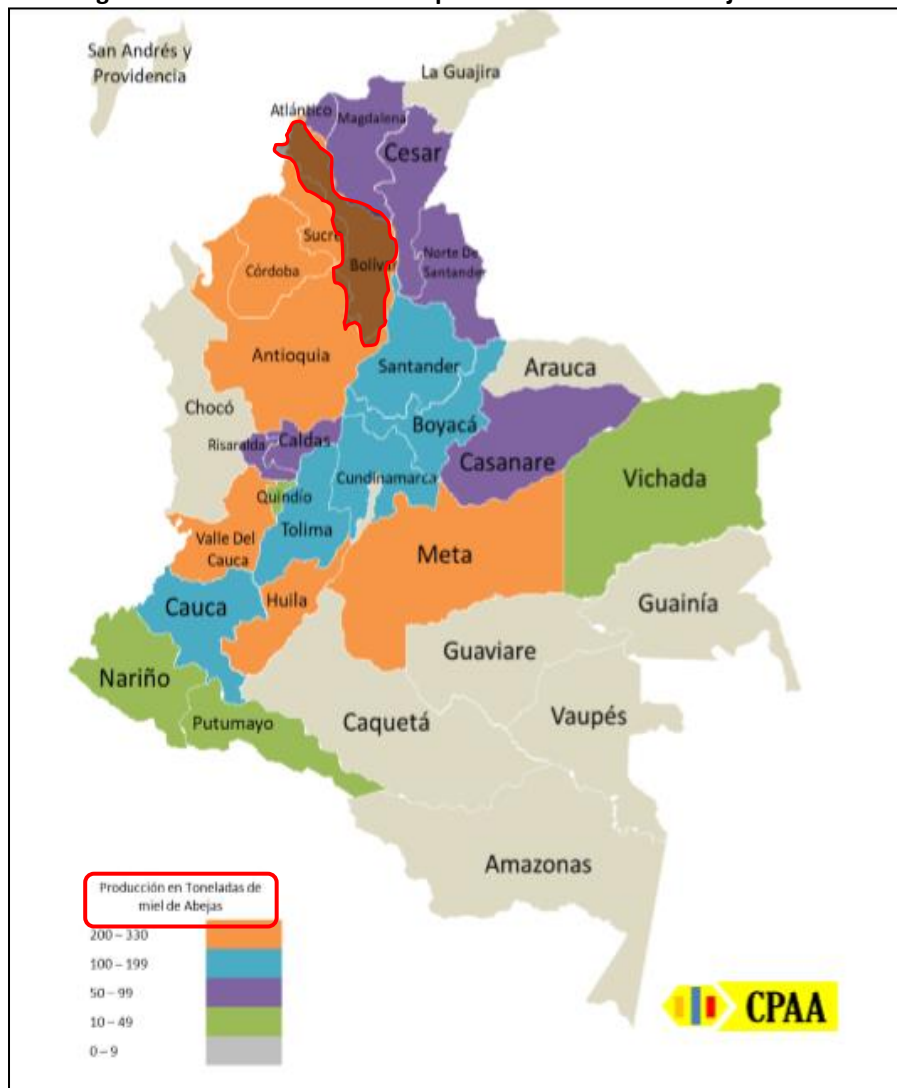 San Andrés y
Providencia
La Guajira
Atlántico
Magdalena
Cesar
Sucre
Bolívar
Norte De
Santander
Córdoba
Antioquia
Santander
Arauca
Chocó
Boyacá
Risaralda
Caldas
Casanare
Cundinamarca
Vichada
Quindío
Tolima
Valle Del
Cauca
Meta
Cauca
Huila
Guainía
Guaviare
Nariño
Vaupés
Putumayo
Caquetá
Amazonas
Producción en Toneladas de
miel de Abejas
200 – 330
100 – 199
50 – 99
10 – 49
0 – 9
CPAA